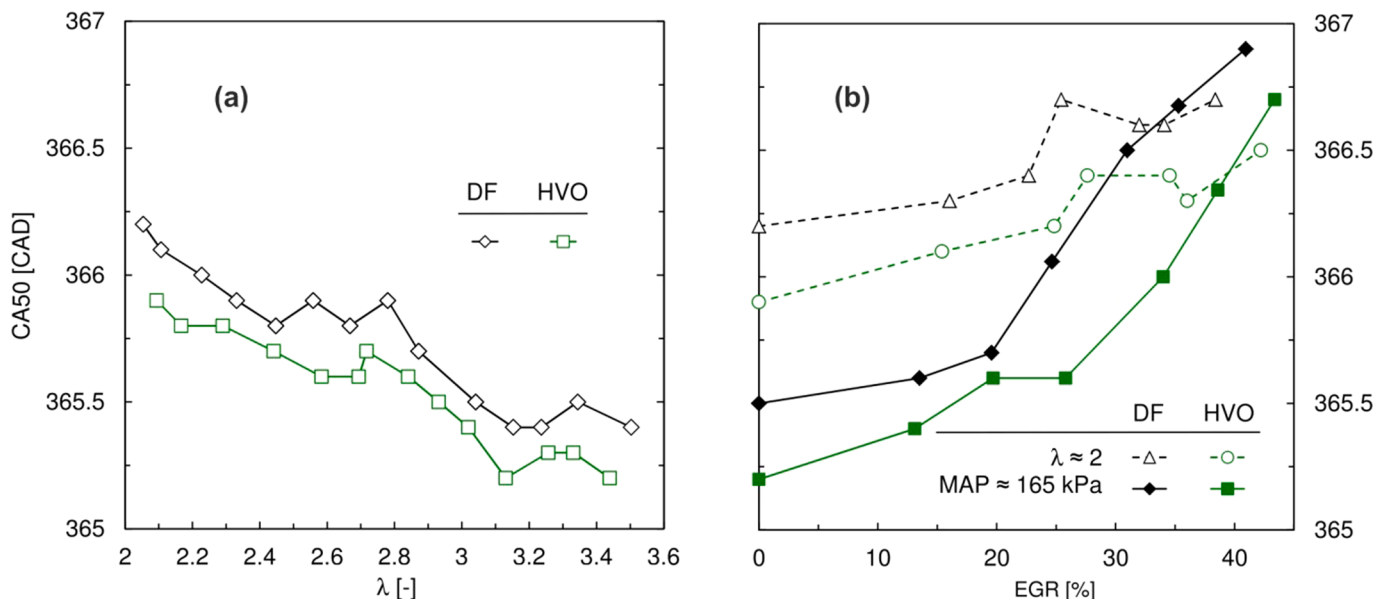 367
366.5
366
365.5
365
CA50 [CAD]
(a)
DF HVO
2 2.2 2.4 2.6 2.8 3 3.2 3.4 3.6
λ [-]
367
366.5
366
365.5
365
(b)
DF HVO
λ ≈ 2
MAP ≈ 165 kPa
0 10 20 30 40
EGR [%]